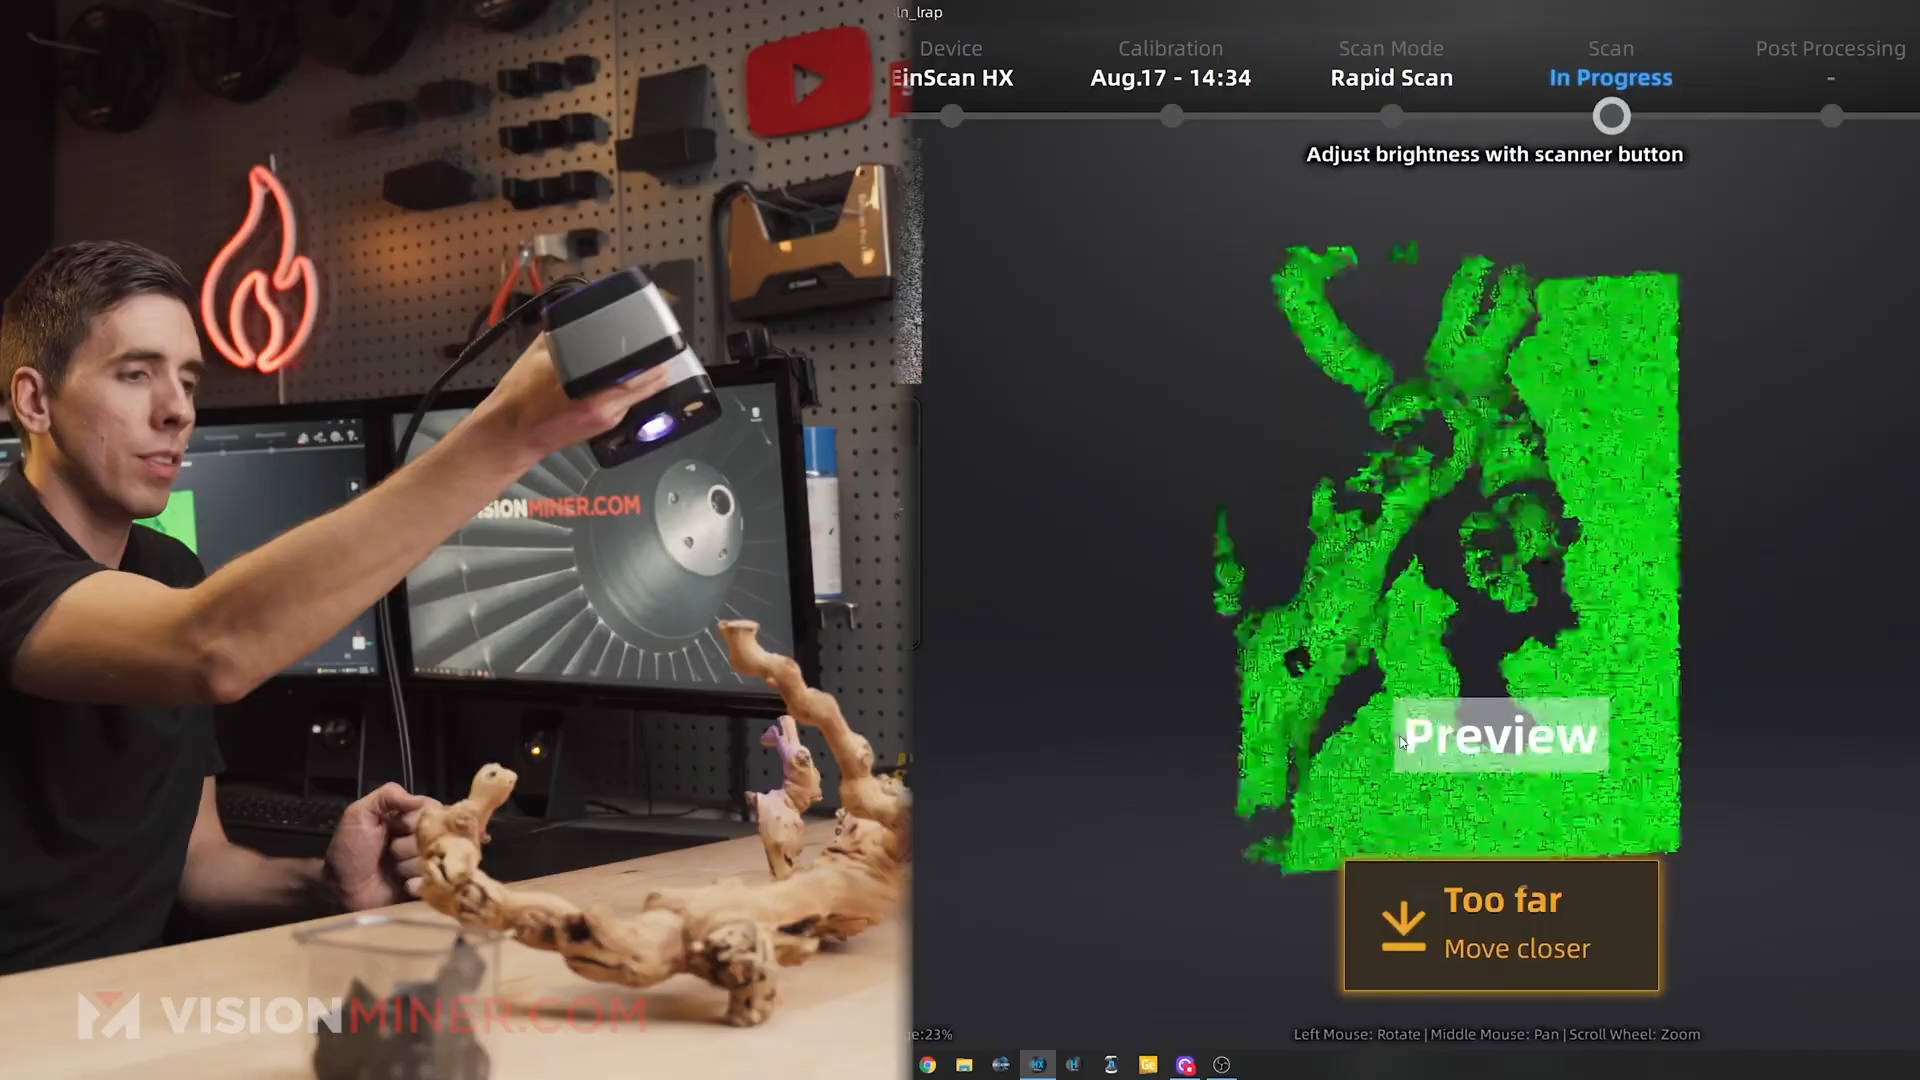 Device
EinScan HX
Calibration
Aug.17 - 14:34
Scan Mode
Rapid Scan
Scan
In Progress
Post Processing
-
Adjust brightness with scanner button
Preview
Too far
Move closer
Left Mouse: Rotate | Middle Mouse: Pan | Scroll Wheel: Zoom
e:23%
SIONMINER.COM
VISIONMINER.COM